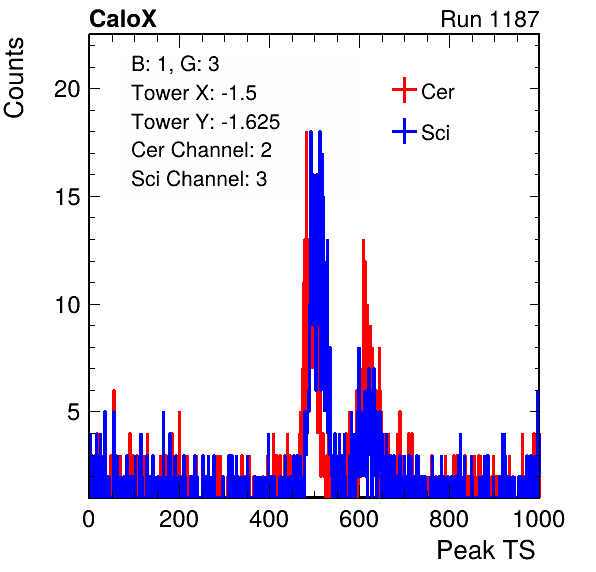 CaloX Run 1187
Counts
B: 1, G: 3
Tower X: -1.5
Tower Y: -1.625
Cer Channel: 2
Sci Channel: 3
Cer
Sci
20
15
10
5
0 200 400 600 800 1000
Peak TS